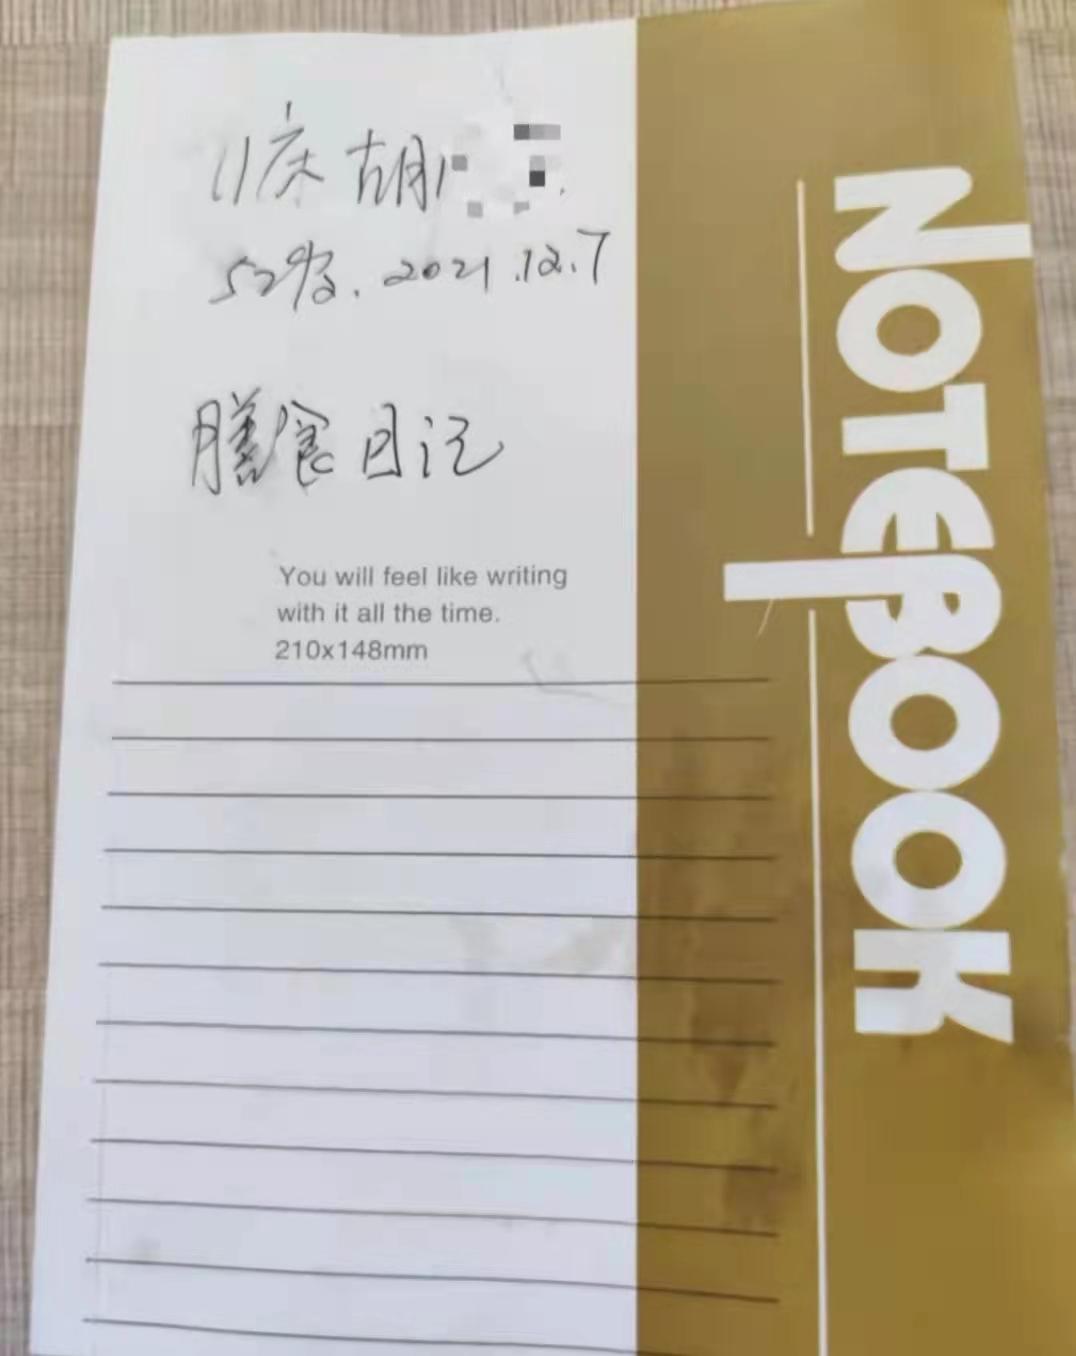 11床 胡
52岁. 2021.12.7
膳食日记
You will feel like writing
with it all the time.
210x148mm
NOTEBOOK